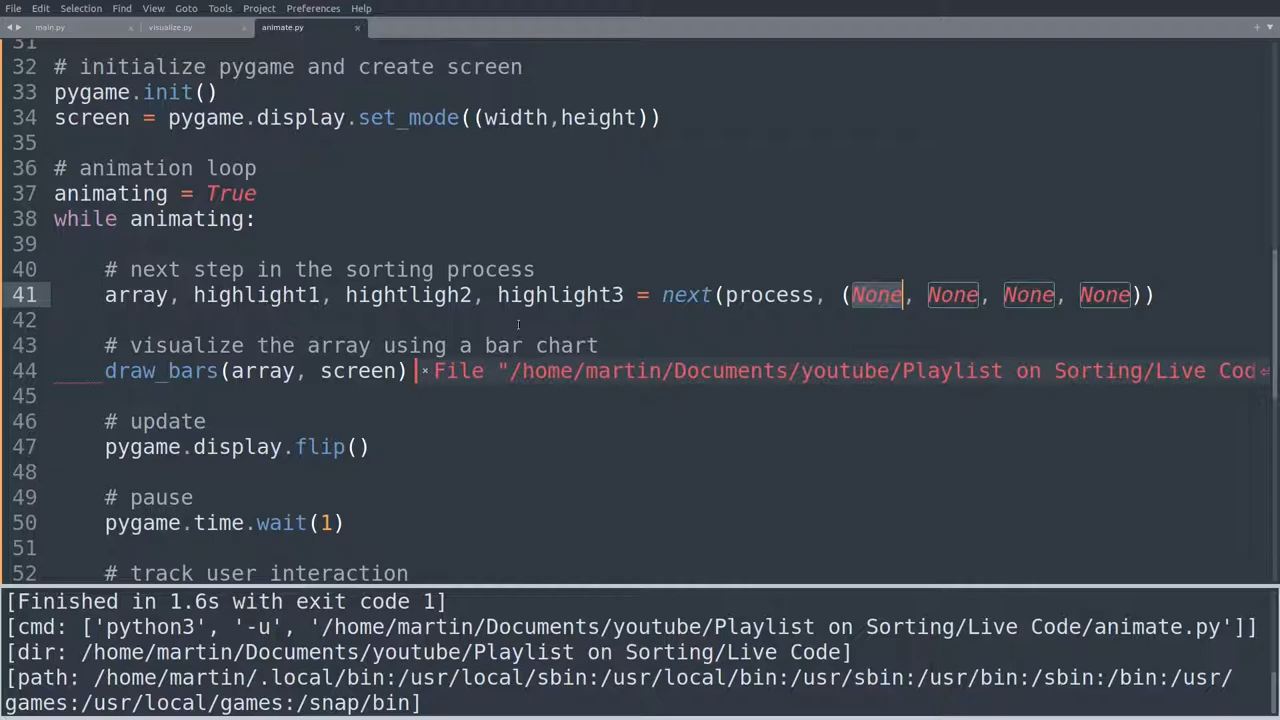 File Edit Selection Find View Goto Tools Project Preferences Help
main.py × visualize.py × animate.py ×
31
32 # initialize pygame and create screen
33 pygame.init()
34 screen = pygame.display.set_mode((width,height))
35
36 # animation loop
37 animating = True
38 while animating:
39
40 # next step in the sorting process
41 array, highlight1, hightligh2, highlight3 = next(process, (None, None, None, None))
42
43 # visualize the array using a bar chart
44 draw_bars(array, screen) × File "/home/martin/Documents/youtube/Playlist on Sorting/Live Cod
45
46 # update
47 pygame.display.flip()
48
49 # pause
50 pygame.time.wait(1)
51
52 # track user interaction
[Finished in 1.6s with exit code 1]
[cmd: ['python3', '-u', '/home/martin/Documents/youtube/Playlist on Sorting/Live Code/animate.py']]
[dir: /home/martin/Documents/youtube/Playlist on Sorting/Live Code]
[path: /home/martin/.local/bin:/usr/local/sbin:/usr/local/bin:/usr/sbin:/usr/bin:/sbin:/bin:/usr/
games:/usr/local/games:/snap/bin]